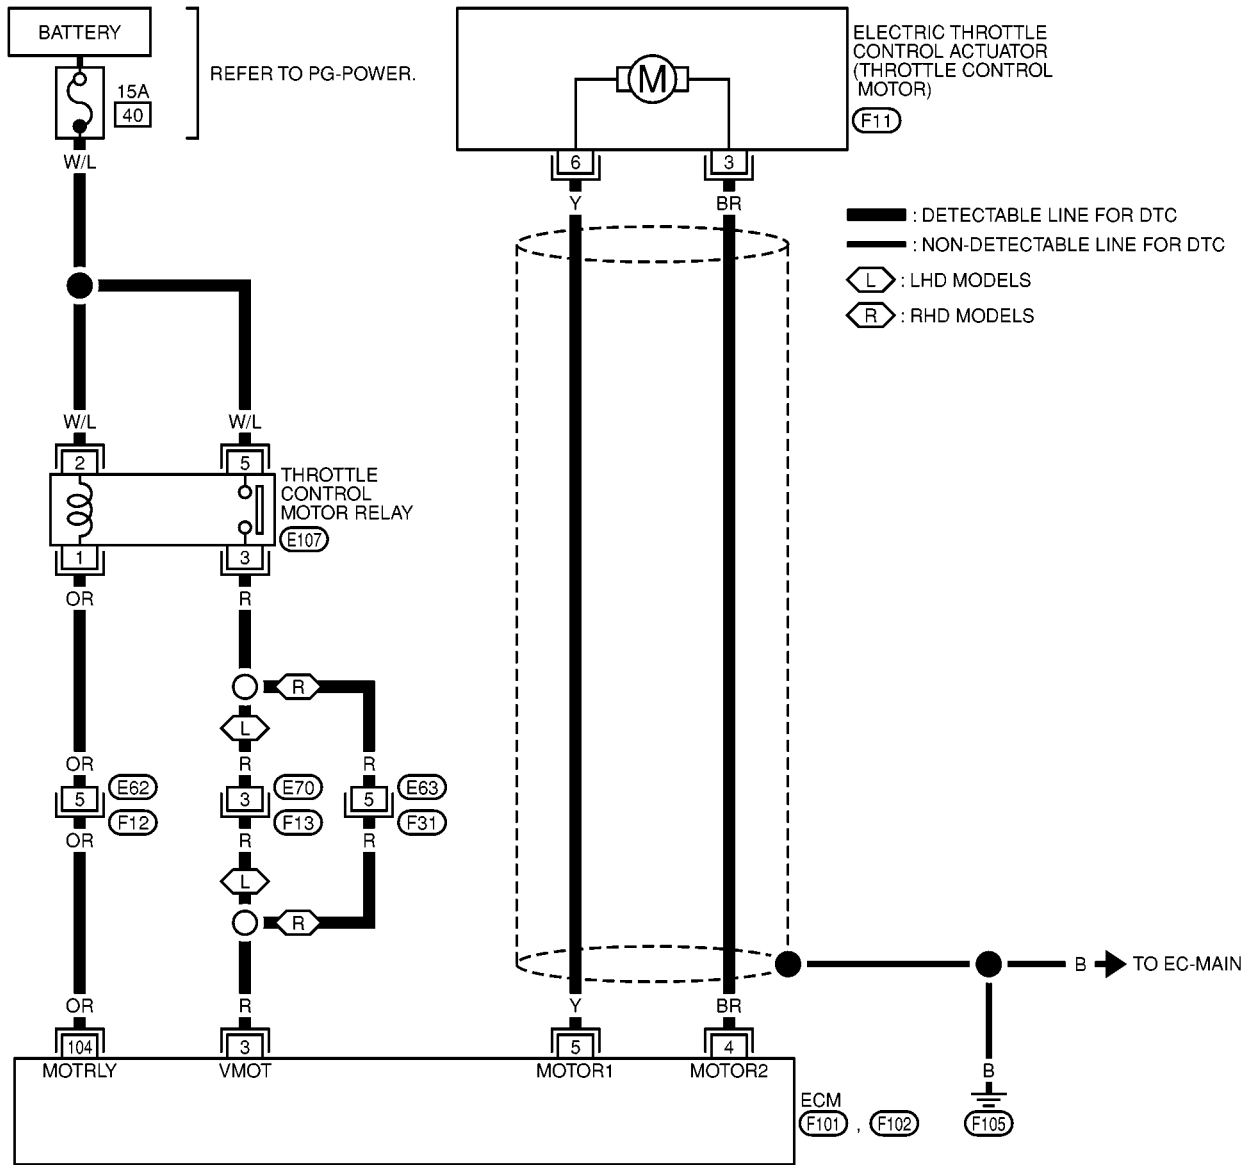 BATTERY
15A
40
REFER TO PG-POWER.
W/L
M
ELECTRIC THROTTLE
CONTROL ACTUATOR
(THROTTLE CONTROL
MOTOR)
F11
6
3
Y
BR
: DETECTABLE LINE FOR DTC
: NON-DETECTABLE LINE FOR DTC
L : LHD MODELS
R : RHD MODELS
W/L
W/L
2
5
THROTTLE
CONTROL
MOTOR RELAY
E107
1
3
OR
R
R
L
OR
R
R
5
E62
3
E70
5
E63
F12
F13
F31
OR
R
R
L
R
B
TO EC-MAIN
OR
R
Y
BR
104
3
5
4
MOTRLY
VMOT
MOTOR1
MOTOR2
B
ECM
F101 , F102
F105